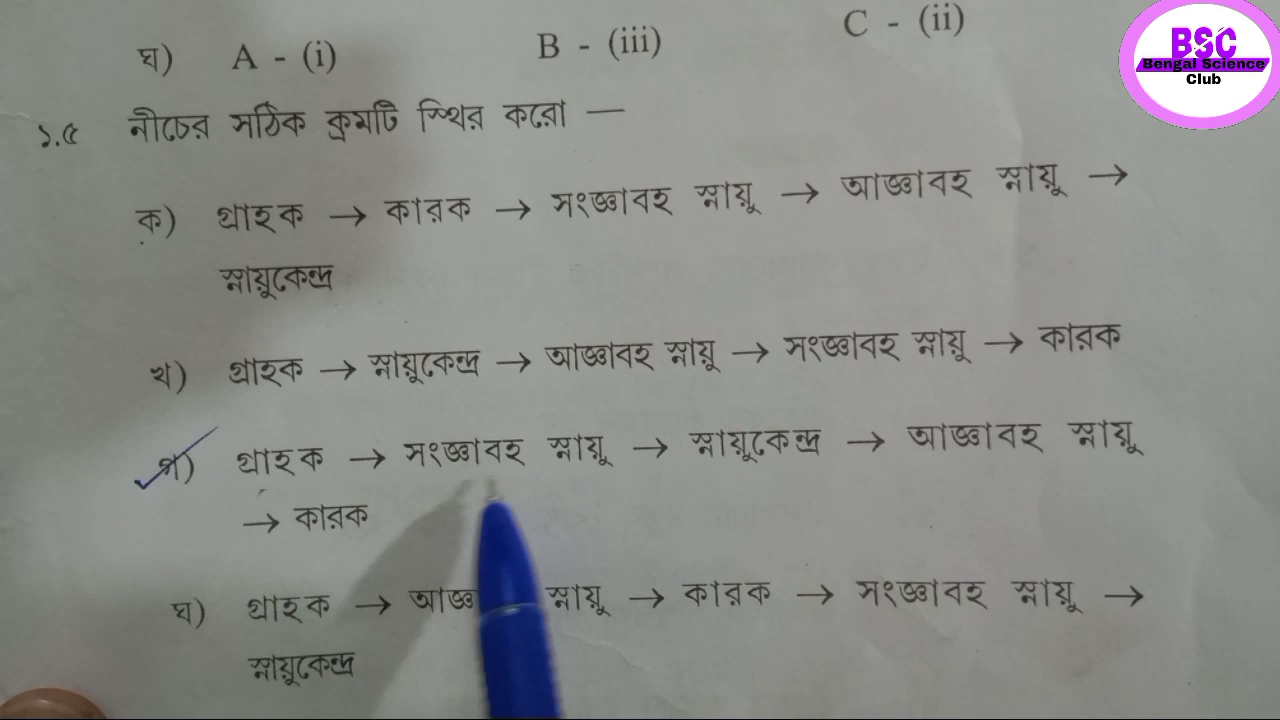 ঘ) A - (i) B - (iii) C - (ii)
BSC
Bengal Science
Club
১.৫ নীচের সঠিক ক্রমটি স্থির করো —
ক) গ্রাহক → কারক → সংজ্ঞাবহ স্নায়ু → আজ্ঞাবহ স্নায়ু →
স্নায়ুকেন্দ্র
খ) গ্রাহক → স্নায়ুকেন্দ্র → আজ্ঞাবহ স্নায়ু → সংজ্ঞাবহ স্নায়ু → কারক
গ) গ্রাহক → সংজ্ঞাবহ স্নায়ু → স্নায়ুকেন্দ্র → আজ্ঞাবহ স্নায়ু
→ কারক
ঘ) গ্রাহক → স্নায়ু → কারক → সংজ্ঞাবহ স্নায়ু →
স্নায়ুকেন্দ্র